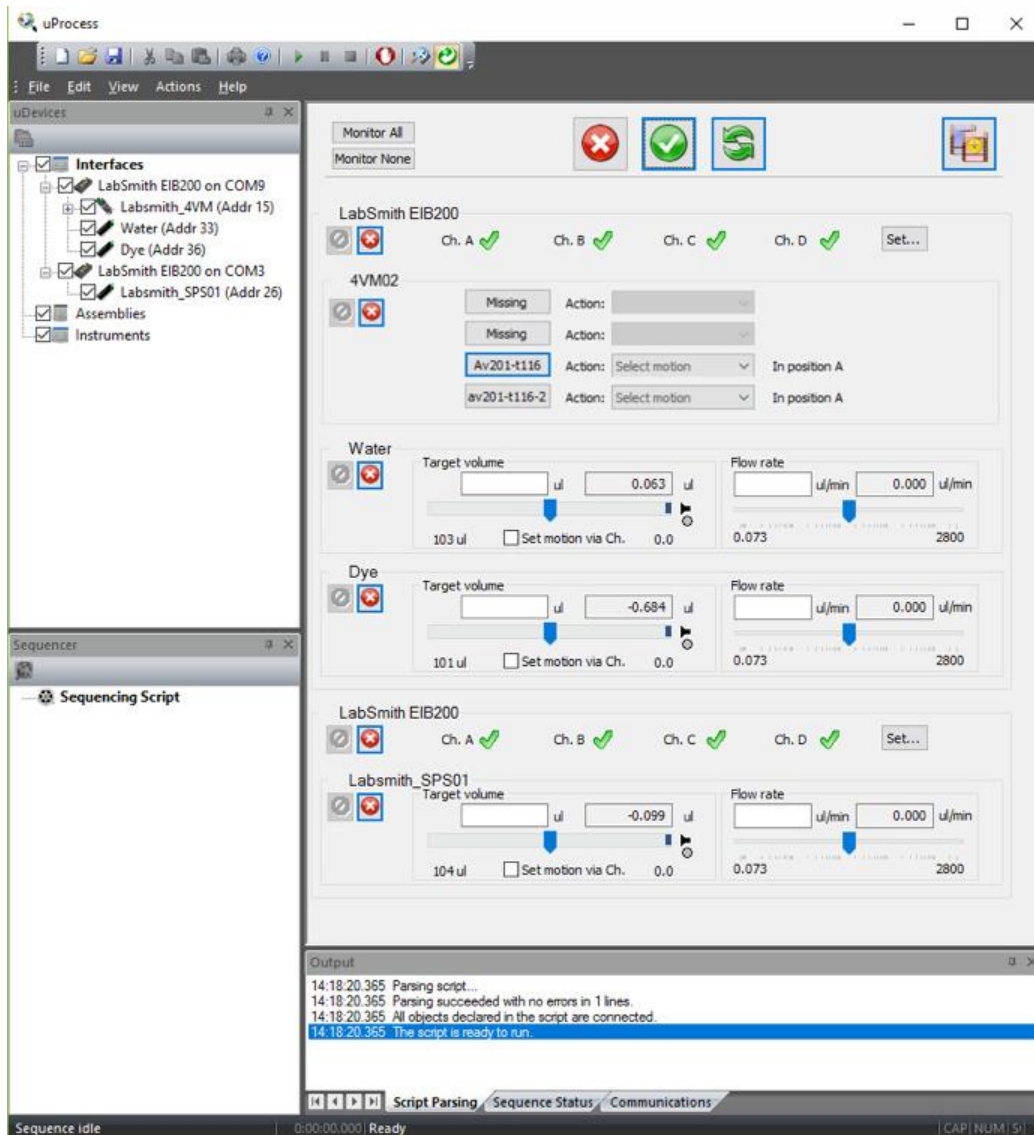 uProcess
File Edit View Actions Help
uDevices
Interfaces
LabSmith EIB200 on COM9
Labsmith_4VM (Addr 15)
Water (Addr 33)
Dye (Addr 36)
LabSmith EIB200 on COM3
Labsmith_SPS01 (Addr 26)
Assemblies
Instruments
Sequencer
Sequencing Script
Monitor All
Monitor None
LabSmith EIB200
Ch. A Ch. B Ch. C Ch. D Set...
4VM02
Missing Action:
Missing Action:
Av201-t116 Action: Select motion In position A
av201-t116-2 Action: Select motion In position A
Water
Target volume Flow rate
ul 0.063 ul ul/min 0.000 ul/min
103 ul Set motion via Ch. 0.0 0.073 2800
Dye
Target volume Flow rate
ul -0.684 ul ul/min 0.000 ul/min
101 ul Set motion via Ch. 0.0 0.073 2800
LabSmith EIB200
Ch. A Ch. B Ch. C Ch. D Set...
Labsmith_SPS01
Target volume Flow rate
ul -0.099 ul ul/min 0.000 ul/min
104 ul Set motion via Ch. 0.0 0.073 2800
Output
14:18:20.365 Parsing script...
14:18:20.365 Parsing succeeded with no errors in 1 lines.
14:18:20.365 All objects declared in the script are connected.
14:18:20.365 The script is ready to run.
Script Parsing Sequence Status Communications
Sequence idle 0:00:00.000 Ready CAP NUM